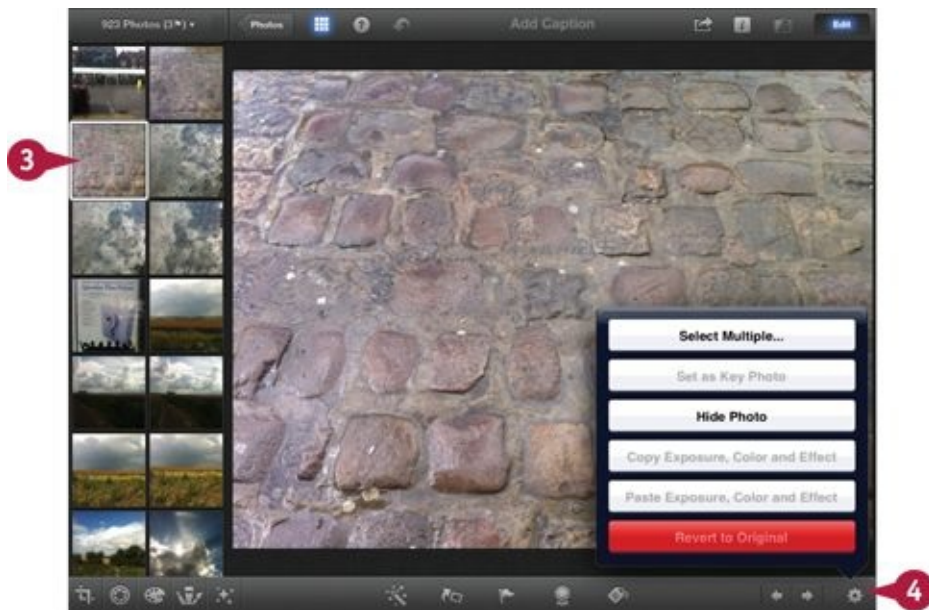 923 Photos (3⚑) ▾
Photos
Add Caption
Edit
3
Select Multiple...
Set as Key Photo
Hide Photo
Copy Exposure, Color and Effect
Paste Exposure, Color and Effect
Revert to Original
4